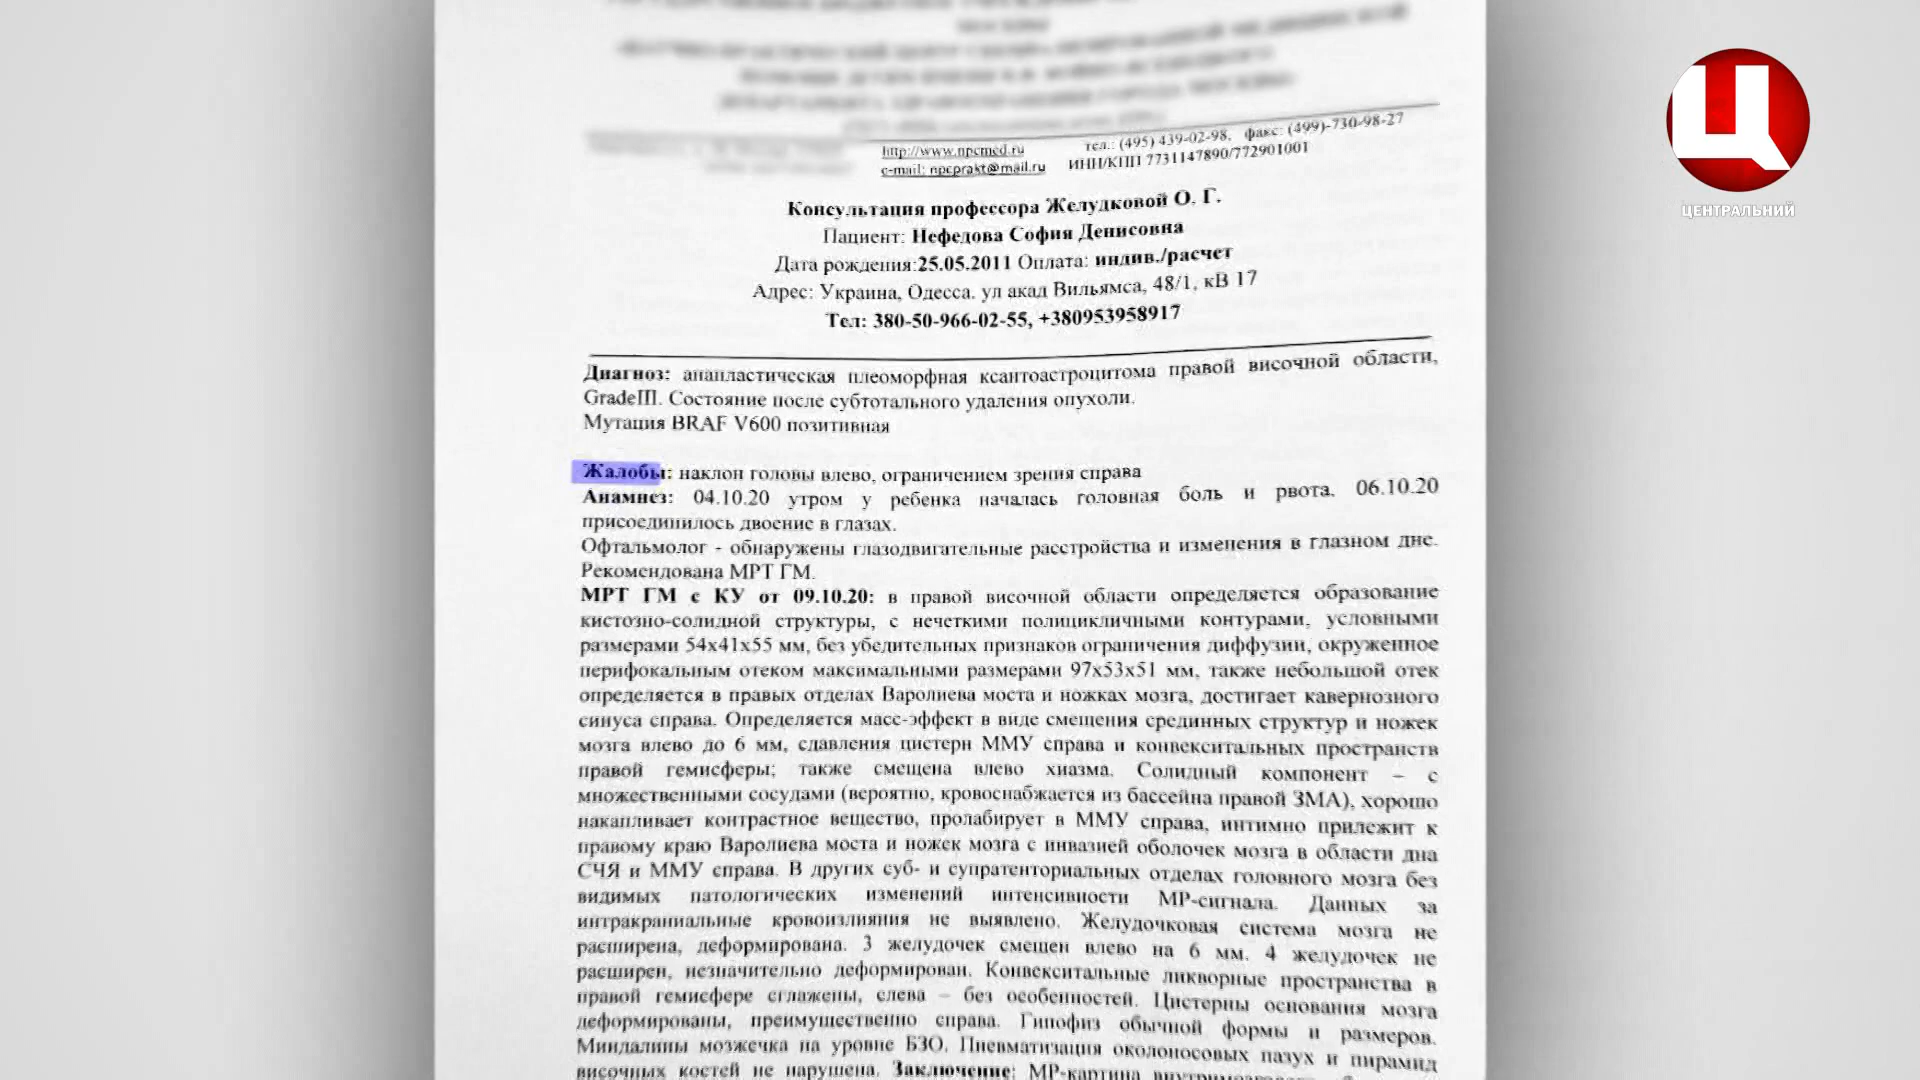 http://www.npcmed.ru
тел.: (495) 439-02-98, факс: (499)-730-98-27
e-mail: npcprakt@mail.ru
ИНН/КПП 7731147890/772901001
Ц
ЦЕНТРАЛЬНИЙ
Консультация профессора Желудковой О. Г.
Пациент: Нефедова София Денисовна
Дата рождения:25.05.2011 Оплата: индив./расчет
Адрес: Украина, Одесса. ул акад Вильямса, 48/1, кВ 17
Тел: 380-50-966-02-55, +380953958917
Диагноз: анапластическая плеоморфная ксантоастроцитома правой височной области,
GradeIII. Состояние после субтотального удаления опухоли.
Мутация BRAF V600 позитивная
Жалобы: наклон головы влево, ограничением зрения справа
Анамнез: 04.10.20 утром у ребенка началась головная боль и рвота. 06.10.20
присоединилось двоение в глазах.
Офтальмолог - обнаружены глазодвигательные расстройства и изменения в глазном дне.
Рекомендована МРТ ГМ.
МРТ ГМ с КУ от 09.10.20: в правой височной области определяется образование
кистозно-солидной структуры, с нечеткими полицикличными контурами, условными
размерами 54х41х55 мм, без убедительных признаков ограничения диффузии, окруженное
перифокальным отеком максимальными размерами 97х53х51 мм, также небольшой отек
определяется в правых отделах Варолиева моста и ножках мозга, достигает кавернозного
синуса справа. Определяется масс-эффект в виде смещения срединных структур и ножек
мозга влево до 6 мм, сдавления цистерн ММУ справа и конвекситальных пространств
правой гемисферы; также смещена влево хиазма. Солидный компонент – с
множественными сосудами (вероятно, кровоснабжается из бассейна правой ЗМА), хорошо
накапливает контрастное вещество, пролабирует в ММУ справа, интимно прилежит к
правому краю Варолиева моста и ножек мозга с инвазией оболочек мозга в области дна
СЧЯ и ММУ справа. В других суб- и супратенториальных отделах головного мозга без
видимых патологических изменений интенсивности МР-сигнала. Данных за
интракраниальные кровоизлияния не выявлено. Желудочковая система мозга не
расширена, деформирована. 3 желудочек смещен влево на 6 мм. 4 желудочек не
расширен, незначительно деформирован. Конвекситальные ликворные пространства в
правой гемисфере сглажены, слева – без особенностей. Цистерны основания мозга
деформированы, преимущественно справа. Гипофиз обычной формы и размеров.
Миндалины мозжечка на уровне БЗО. Пневматизация околоносовых пазух и пирамид
височных костей не нарушена. Заключение: МР-картина